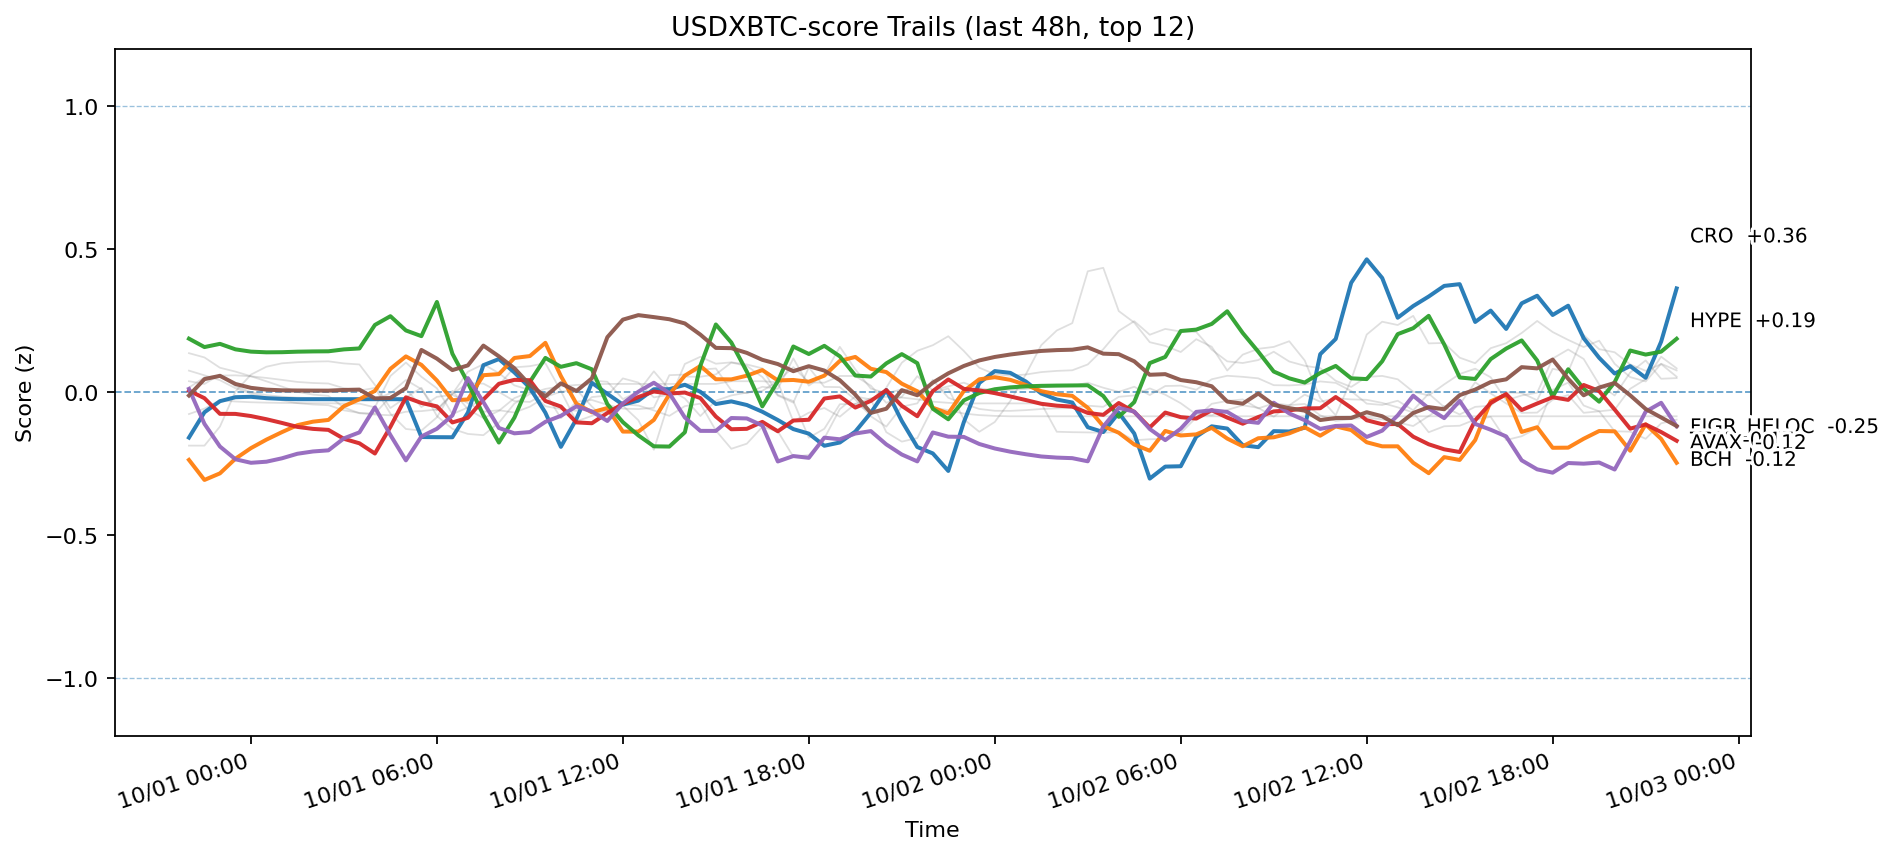 USDXBTC-score Trails (last 48h, top 12)
Score (z)
1.0
0.5
0.0
−0.5
−1.0
CRO +0.36
HYPE +0.19
FIGR_HELOC -0.25
AVAX -0.12
BCH -0.12
10/01 00:00
10/01 06:00
10/01 12:00
10/01 18:00
10/02 00:00
10/02 06:00
10/02 12:00
10/02 18:00
10/03 00:00
Time